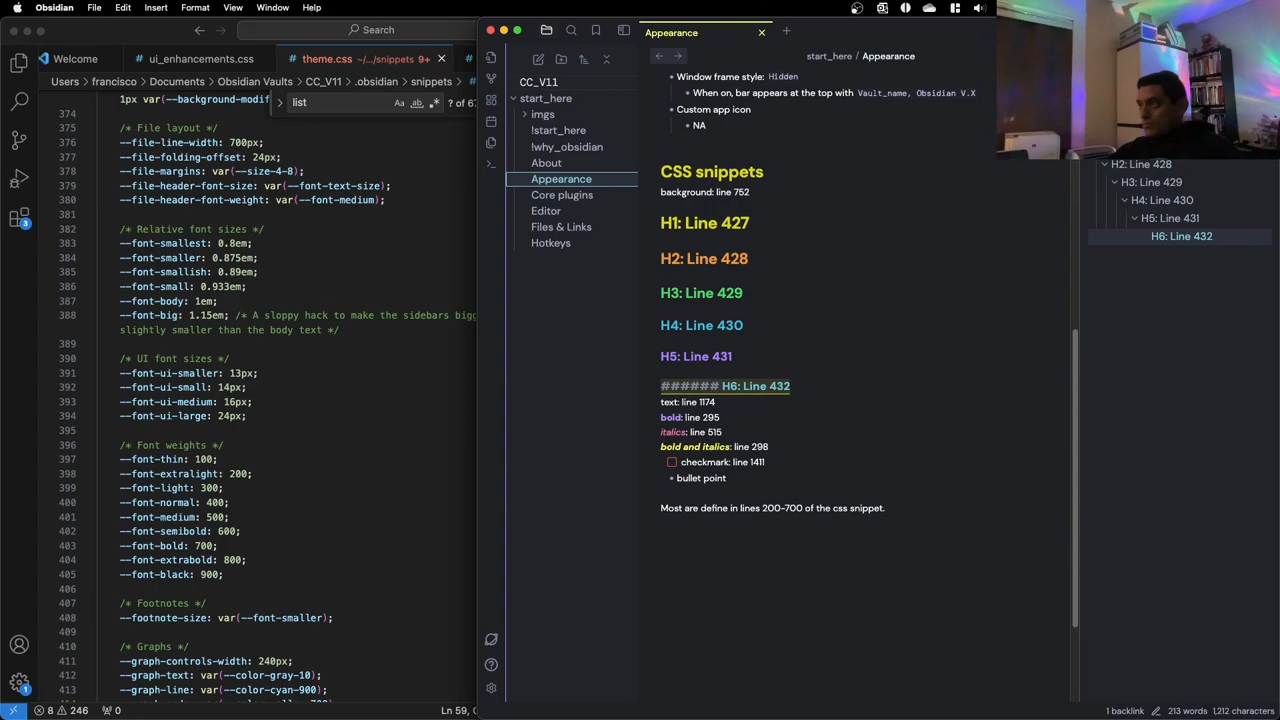 Obsidian File Edit Insert Format View Window Help
Search
Welcome ui_enhancements.css theme.css ~/.../snippets 9+
Users francisco Documents Obsidian Vaults CC_V11 .obsidian snippets
list Aa ab ? of 67
1px var(--background-modif
374
375 /* File layout */
376 --file-line-width: 700px;
377 --file-folding-offset: 24px;
378 --file-margins: var(--size-4-8);
379 --file-header-font-size: var(--font-text-size);
380 --file-header-font-weight: var(--font-medium);
381
382 /* Relative font sizes */
383 --font-smallest: 0.8em;
384 --font-smaller: 0.875em;
385 --font-smallish: 0.89em;
386 --font-small: 0.933em;
387 --font-body: 1em;
388 --font-big: 1.15em; /* A sloppy hack to make the sidebars bigg
slightly smaller than the body text */
389
390 /* UI font sizes */
391 --font-ui-smaller: 13px;
392 --font-ui-small: 14px;
393 --font-ui-medium: 16px;
394 --font-ui-large: 24px;
395
396 /* Font weights */
397 --font-thin: 100;
398 --font-extralight: 200;
399 --font-light: 300;
400 --font-normal: 400;
401 --font-medium: 500;
402 --font-semibold: 600;
403 --font-bold: 700;
404 --font-extrabold: 800;
405 --font-black: 900;
406
407 /* Footnotes */
408 --footnote-size: var(--font-smaller);
409
410 /* Graphs */
411 --graph-controls-width: 240px;
412 --graph-text: var(--color-gray-10);
413 --graph-line: var(--color-cyan-900);
3
1
8 246 0 Ln 59,
CC_V11
start_here
imgs
!start_here
!why_obsidian
About
Appearance
Core plugins
Editor
Files & Links
Hotkeys
Appearance
start_here / Appearance
Window frame style: Hidden
When on, bar appears at the top with Vault_name, Obsidian V.X
Custom app icon
NA
CSS snippets
background: line 752
H1: Line 427
H2: Line 428
H3: Line 429
H4: Line 430
H5: Line 431
###### H6: Line 432
text: line 1174
bold: line 295
italics: line 515
bold and italics: line 298
checkmark: line 1411
bullet point
Most are define in lines 200-700 of the css snippet.
H2: Line 428
H3: Line 429
H4: Line 430
H5: Line 431
H6: Line 432
1 backlink 213 words 1,212 characters